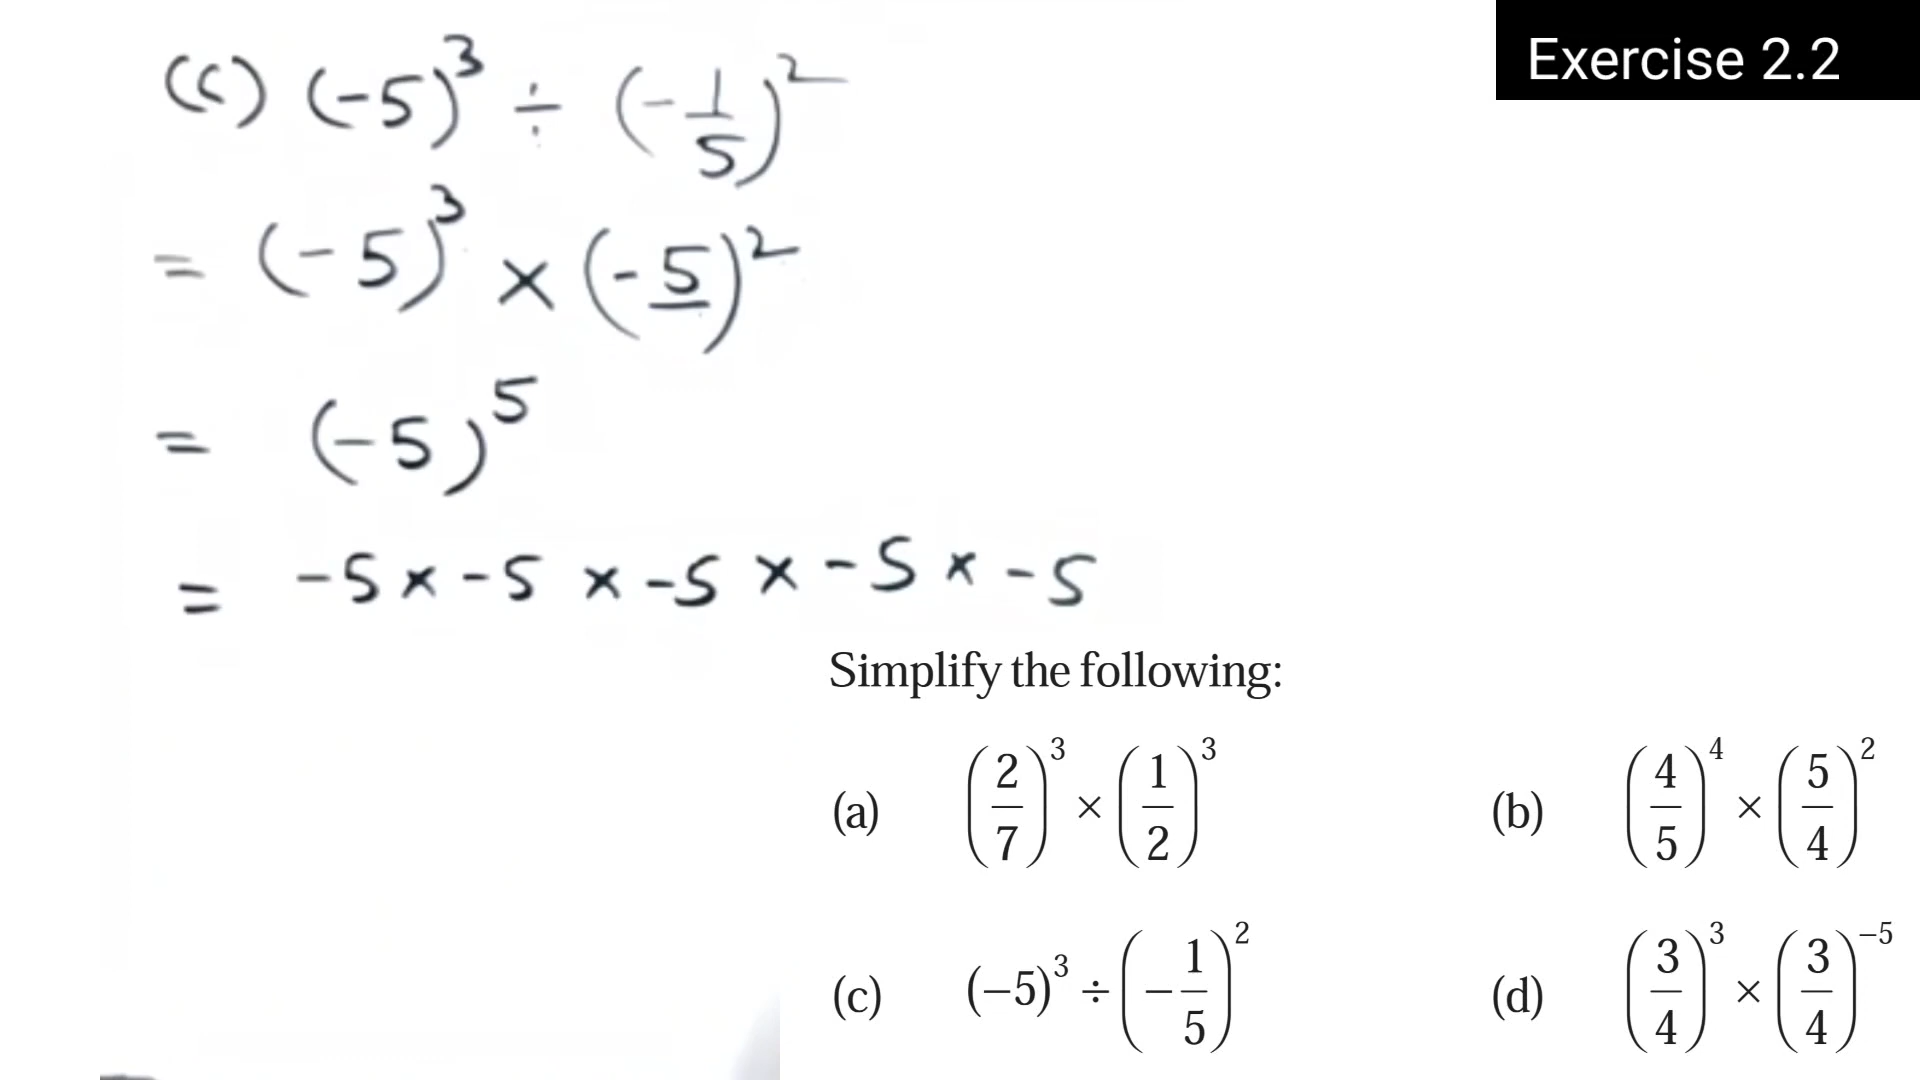 Exercise 2.2
(c) (-5)³ ÷ (-1/5)²
= (-5)³ × (-5)²
= (-5)⁵
= -5 × -5 × -5 × -5 × -5
Simplify the following:
(a) (2/7)³ × (1/2)³ (b) (4/5)⁴ × (5/4)²
(c) (−5)³ ÷ (−1/5)² (d) (3/4)³ × (3/4)⁻⁵